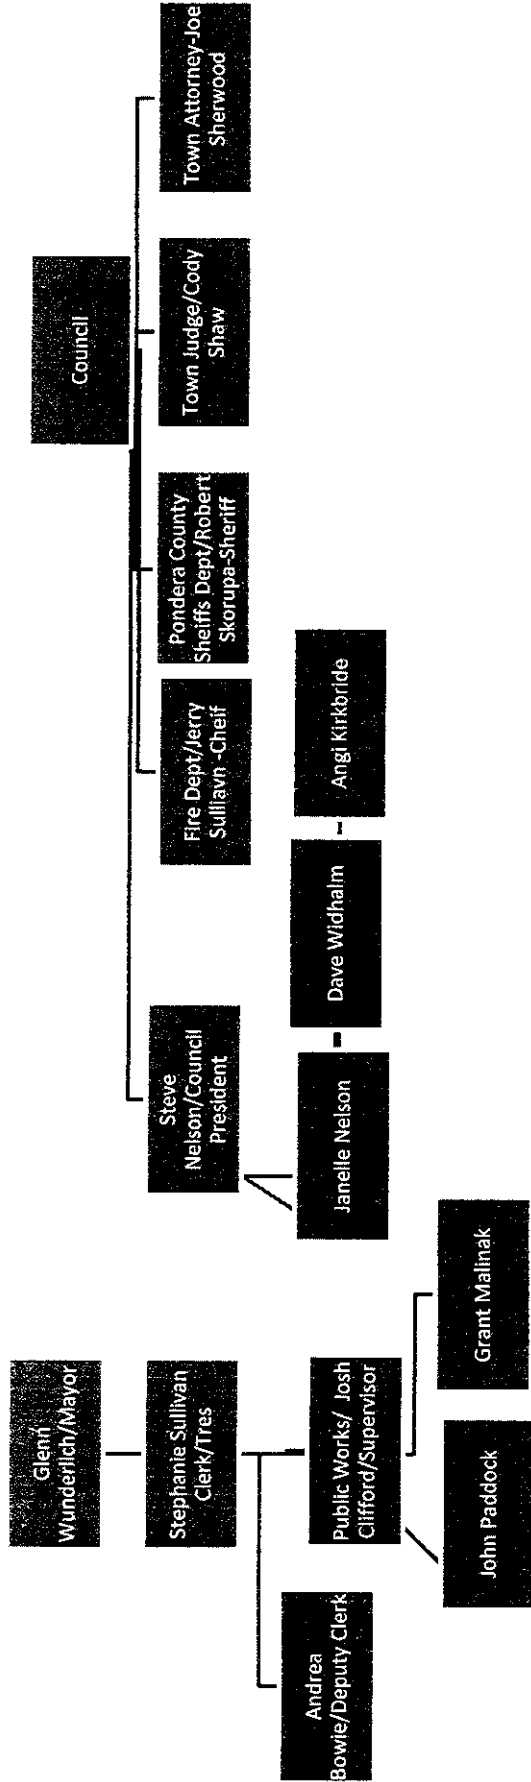 Glenn
Wunderlich/Mayor
Stephanie Sullivan
Clerk/Tres
Andrea
Bowie/Deputy Clerk
Public Works/ Josh
Clifford/Supervisor
John Paddock
Grant Malinak
Council
Steve
Nelson/Council
President
Fire Dept/Jerry
Sulliavn -Cheif
Pondera County
Sheiffs Dept/Robert
Skorupa-Sheriff
Town Judge/Cody
Shaw
Town Attorney-Joe
Sherwood
Janelle Nelson
Dave Widhalm
Angi Kirkbride